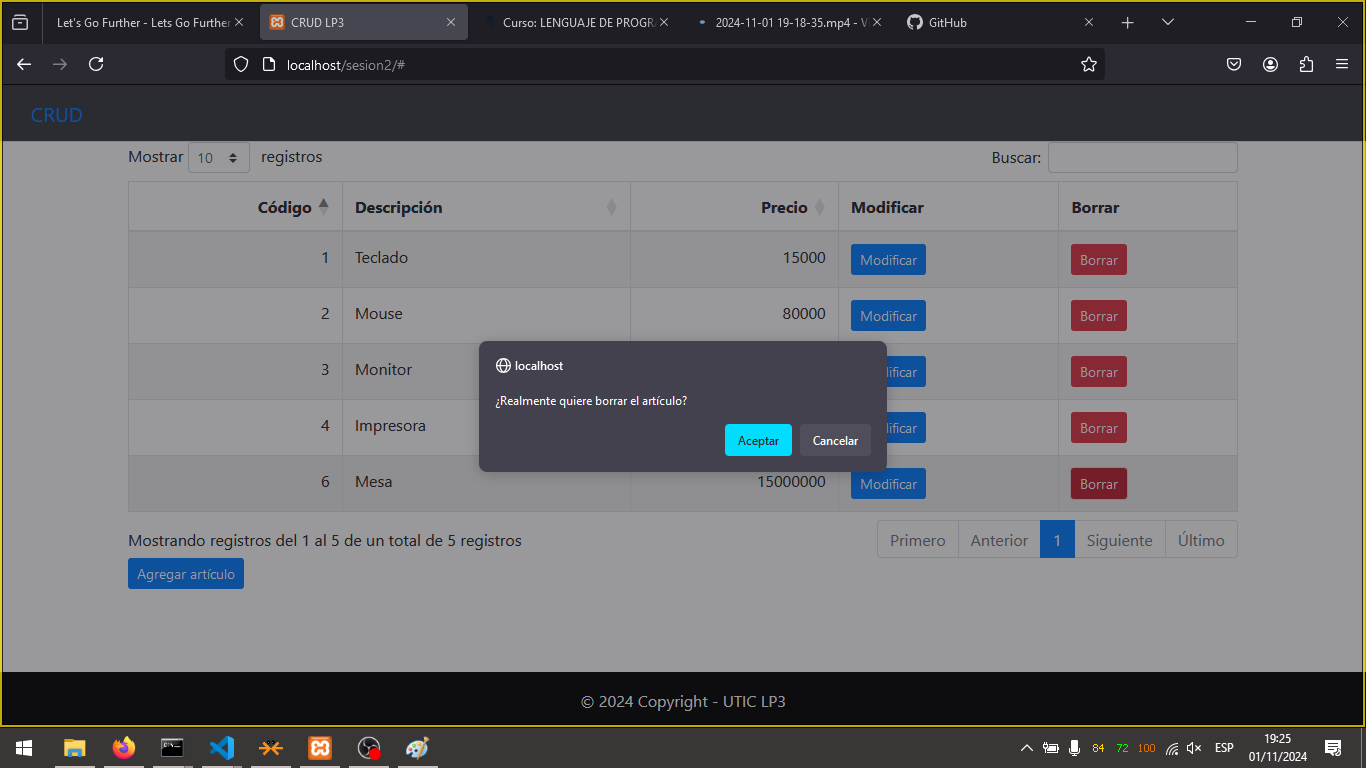 Let's Go Further - Lets Go Further
CRUD LP3
Curso: LENGUAJE DE PROGRA
2024-11-01 19-18-35.mp4 - V
GitHub
localhost/sesion2/#
CRUD
Mostrar 10 registros
Buscar:
Código Descripción Precio Modificar Borrar
1 Teclado 15000 Modificar Borrar
2 Mouse 80000 Modificar Borrar
3 Monitor dificar Borrar
4 Impresora dificar Borrar
6 Mesa 15000000 Modificar Borrar
localhost
¿Realmente quiere borrar el artículo?
Aceptar Cancelar
Mostrando registros del 1 al 5 de un total de 5 registros
Primero Anterior 1 Siguiente Último
Agregar artículo
© 2024 Copyright - UTIC LP3
84 72 100 ESP
19:25
01/11/2024